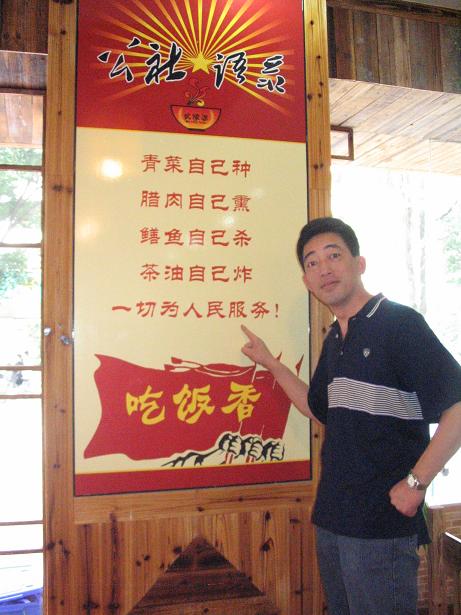 公社语录
青菜自己种
腊肉自己熏
鳝鱼自己杀
茶油自己炸
一切为人民服务！
吃饭香